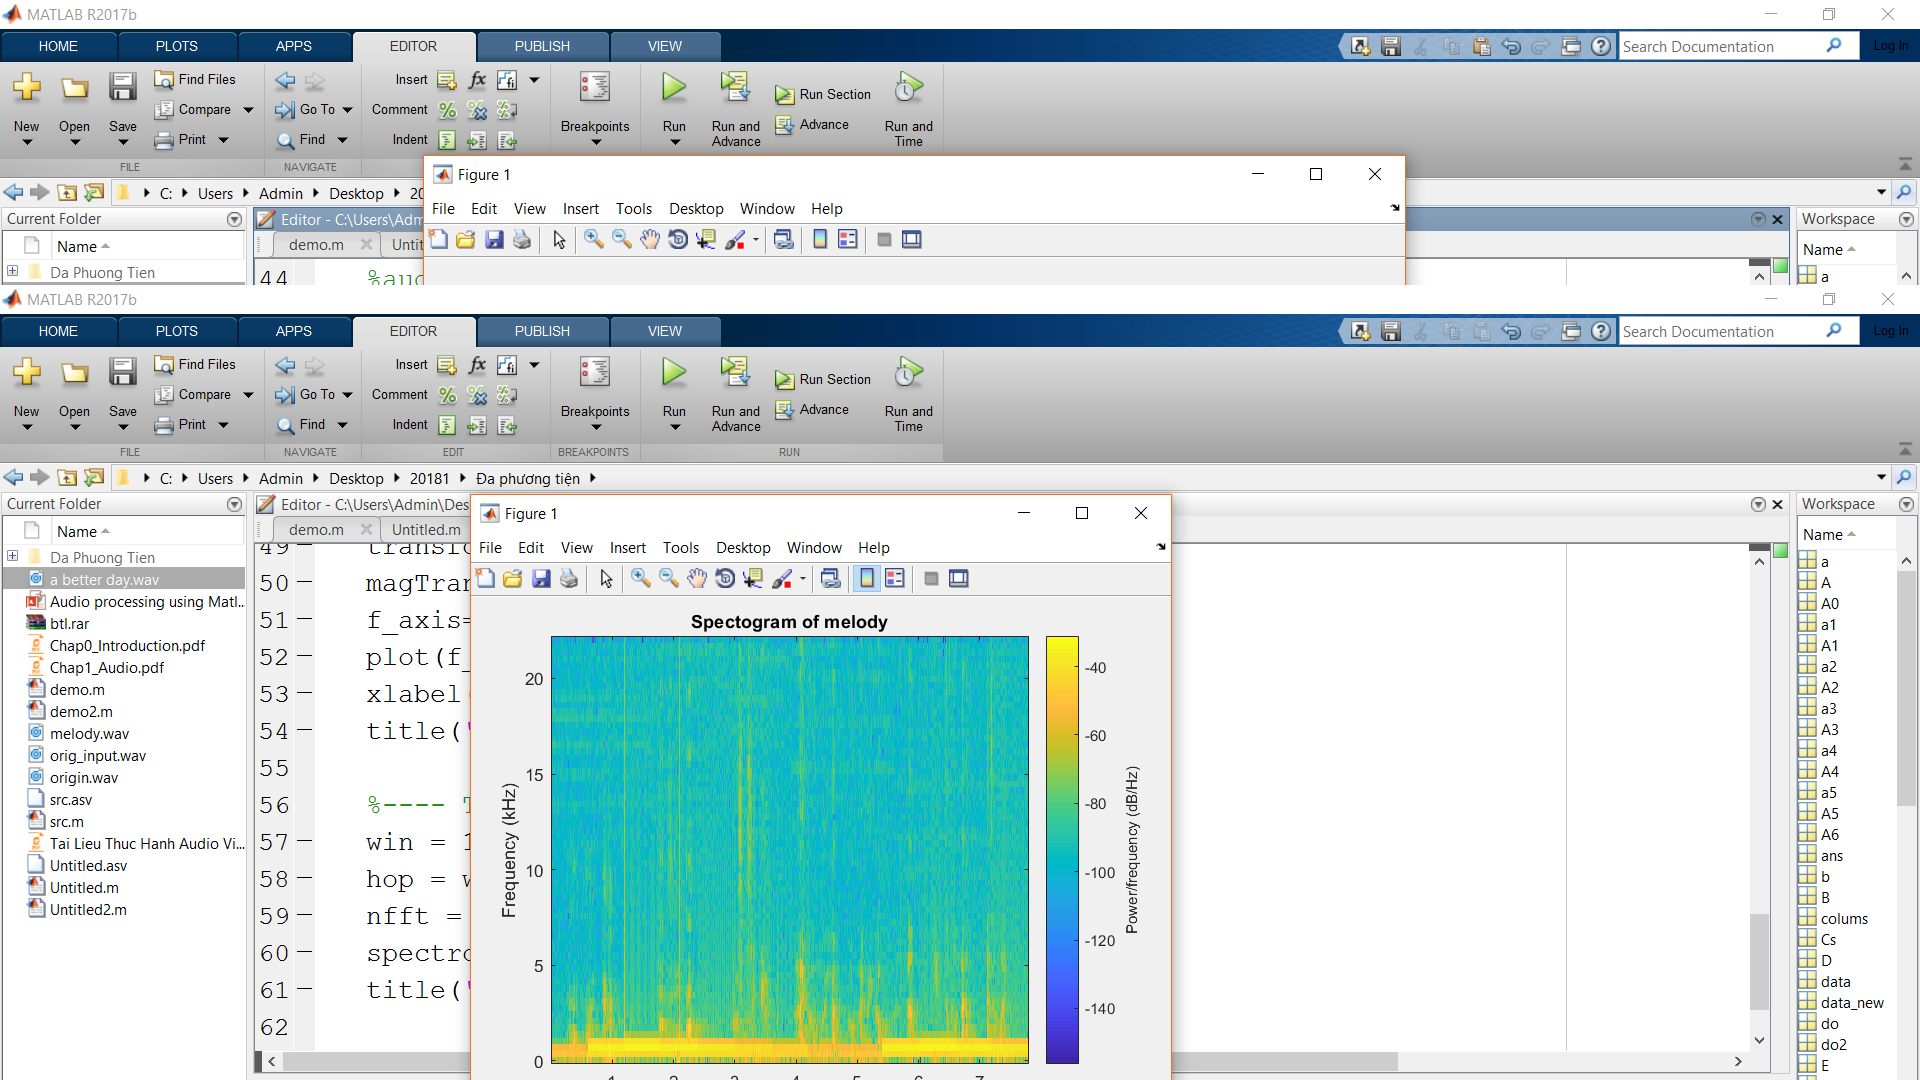 MATLAB R2017b
HOME PLOTS APPS EDITOR PUBLISH VIEW Search Documentation Log In
Find Files Insert fx fi
Compare Go To Comment Run Section
New Open Save Print Find Indent Breakpoints Run Run and Advance Advance Run and Time
FILE NAVIGATE
C: Users Admin Desktop 20
Figure 1
File Edit View Insert Tools Desktop Window Help
Current Folder Editor - C:\Users\Adm Workspace
Name demo.m Untit Name
Da Phuong Tien 44 a
MATLAB R2017b
HOME PLOTS APPS EDITOR PUBLISH VIEW Search Documentation Log In
Find Files Insert fx fi
Compare Go To Comment Run Section
New Open Save Print Find Indent Breakpoints Run Run and Advance Advance Run and Time
FILE NAVIGATE EDIT BREAKPOINTS RUN
C: Users Admin Desktop 20181 Đa phương tiện
Current Folder Editor - C:\Users\Admin\Des Workspace
Name demo.m Untitled.m Name
Da Phuong Tien
a better day.wav
Audio processing using Matl...
btl.rar
Chap0_Introduction.pdf
Chap1_Audio.pdf
demo.m
demo2.m
melody.wav
orig_input.wav
origin.wav
src.asv
src.m
Tai Lieu Thuc Hanh Audio Vi...
Untitled.asv
Untitled.m
Untitled2.m
49
50 magTran
51 f_axis=
52 plot(f_
53 xlabel
54 title('
55
56 %----
57 win = 1
58 hop = w
59 nfft =
60 spectro
61 title('
62
Figure 1
File Edit View Insert Tools Desktop Window Help
Spectogram of melody
Frequency (kHz)
20
15
10
5
0
-40
-60
-80
-100
-120
-140
Power/frequency (dB/Hz)
a
A
A0
a1
A1
a2
A2
a3
A3
a4
A4
a5
A5
A6
ans
b
B
colums
Cs
D
data
data_new
do
do2
E